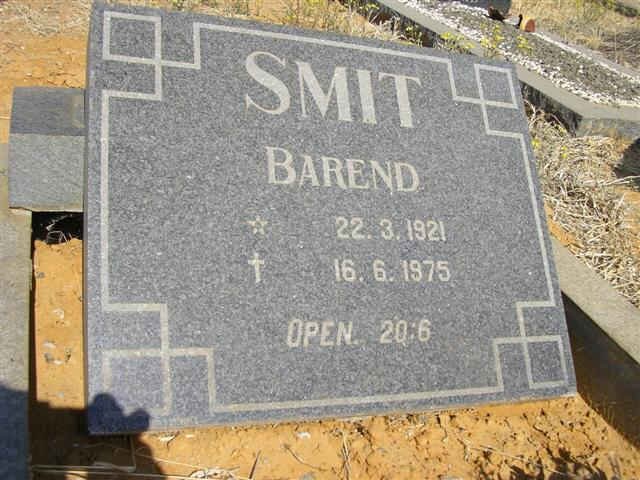 SMIT
BAREND
☆ 22.3.1921
† 16.6.1975
OPEN. 20:6